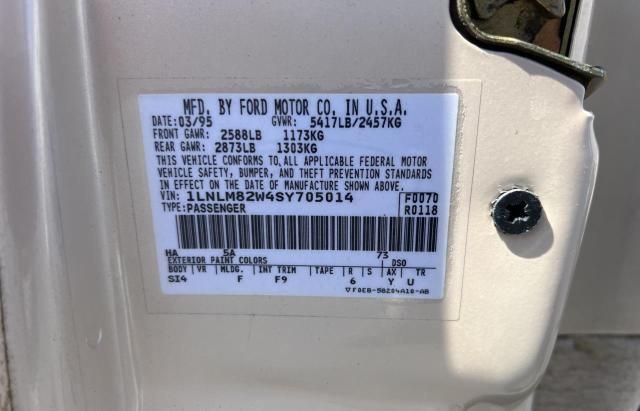 MFD. BY FORD MOTOR CO. IN U.S.A.
DATE: 03/95 GVWR: 5417LB/2457KG
FRONT GAWR: 2588LB 1173KG
REAR GAWR: 2873LB 1303KG
THIS VEHICLE CONFORMS TO ALL APPLICABLE FEDERAL MOTOR
VEHICLE SAFETY, BUMPER, AND THEFT PREVENTION STANDARDS
IN EFFECT ON THE DATE OF MANUFACTURE SHOWN ABOVE.
VIN: 1LNLM82W4SY705014 F0070
TYPE: PASSENGER R0118
HA 5A 73
EXTERIOR PAINT COLORS DSO
BODY VR MLDG. INT TRIM TAPE R S AX TR
SI4 F F9 6 Y U
▽F0EB-58204A10-AB